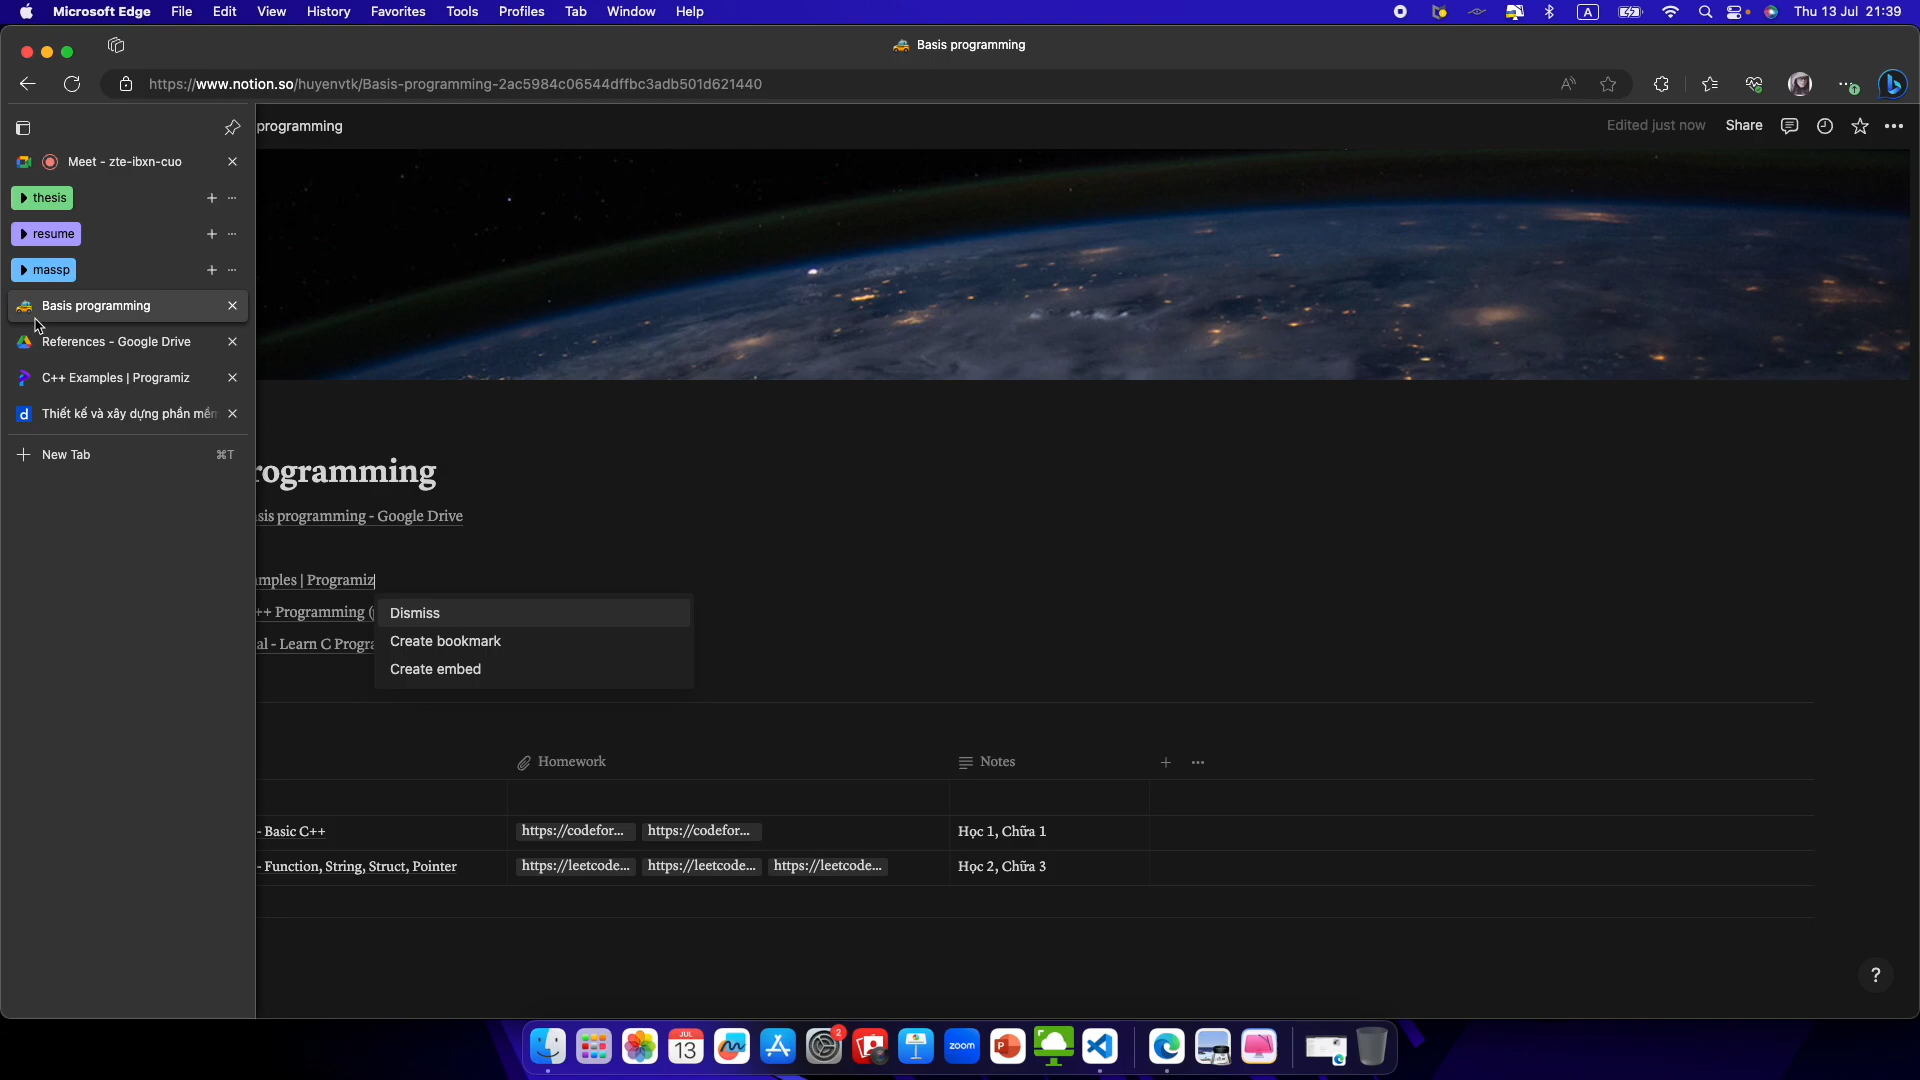 Microsoft Edge File Edit View History Favorites Tools Profiles Tab Window Help A Thu 13 Jul 21:39
Basis programming
https://www.notion.so/huyenvtk/Basis-programming-2ac5984c06544dffbc3adb501d621440
programming Edited just now Share
Meet - zte-ibxn-cuo
thesis
resume
massp
Basis programming
References - Google Drive
C++ Examples | Programiz
Thiết kế và xây dựng phần mềm
New Tab ⌘T
rogramming
sis programming - Google Drive
mples | Programiz
++ Programming (
al - Learn C Progra
Dismiss
Create bookmark
Create embed
Homework Notes
- Basic C++ https://codefor... https://codefor... Học 1, Chữa 1
- Function, String, Struct, Pointer https://leetcode... https://leetcode... https://leetcode... Học 2, Chữa 3
?
JUL
13
2
zoom
P